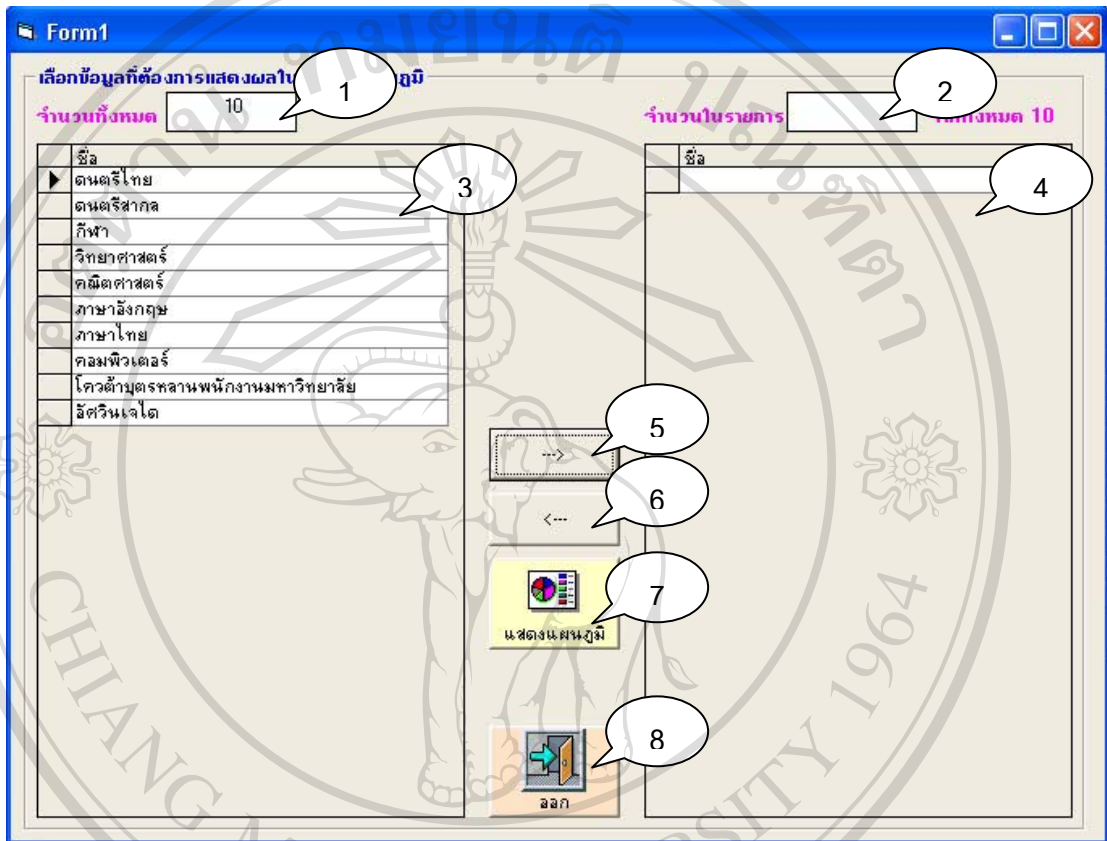 Form1
เลือกข้อมูลที่ต้องการแสดงผลใน ภูมิ
จำนวนทั้งหมด 10
1
จำนวนในรายการ
2
ทั้งหมด 10
ชื่อ
ดนตรีไทย
ดนตรีสากล
กีฬา
วิทยาศาสตร์
คณิตศาสตร์
ภาษาอังกฤษ
ภาษาไทย
คอมพิวเตอร์
โควต้าบุตรหลานพนักงานมหาวิทยาลัย
อัศวินเจได
3
ชื่อ
4
--->
5
<---
6
แสดงแผนภูมิ
7
ออก
8
CHIANG
1964